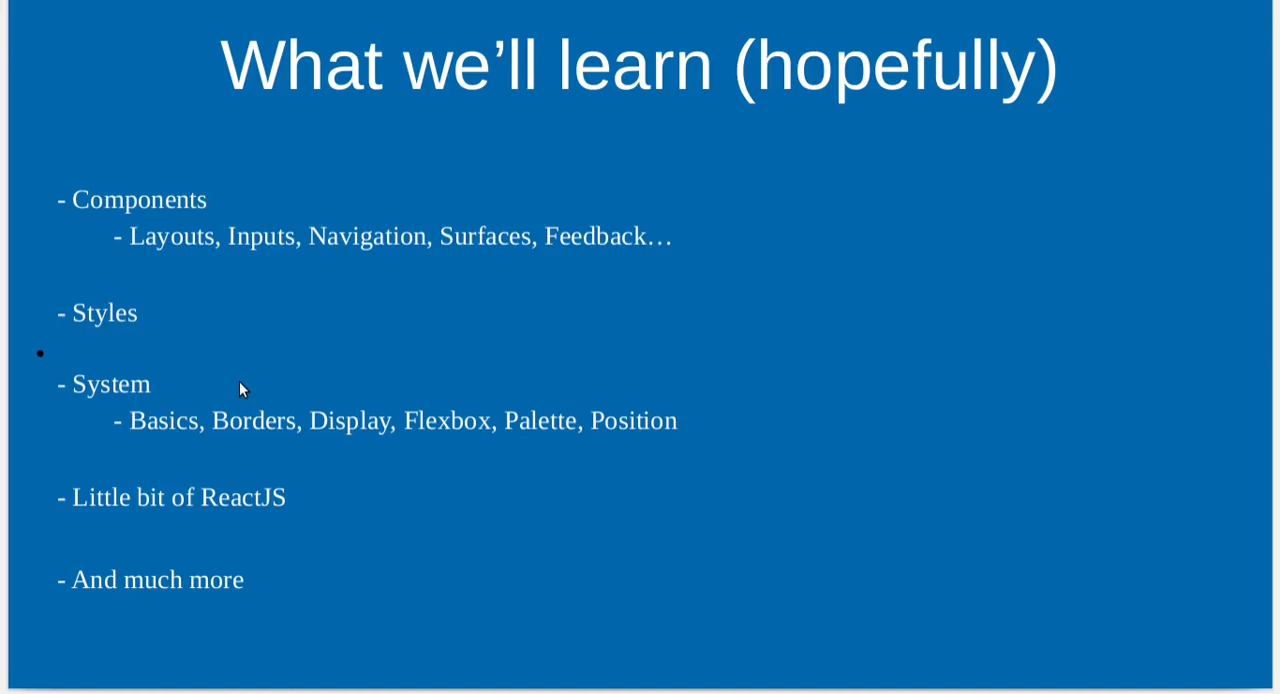 What we’ll learn (hopefully)
- Components
- Layouts, Inputs, Navigation, Surfaces, Feedback…
- Styles
•
- System
- Basics, Borders, Display, Flexbox, Palette, Position
- Little bit of ReactJS
- And much more